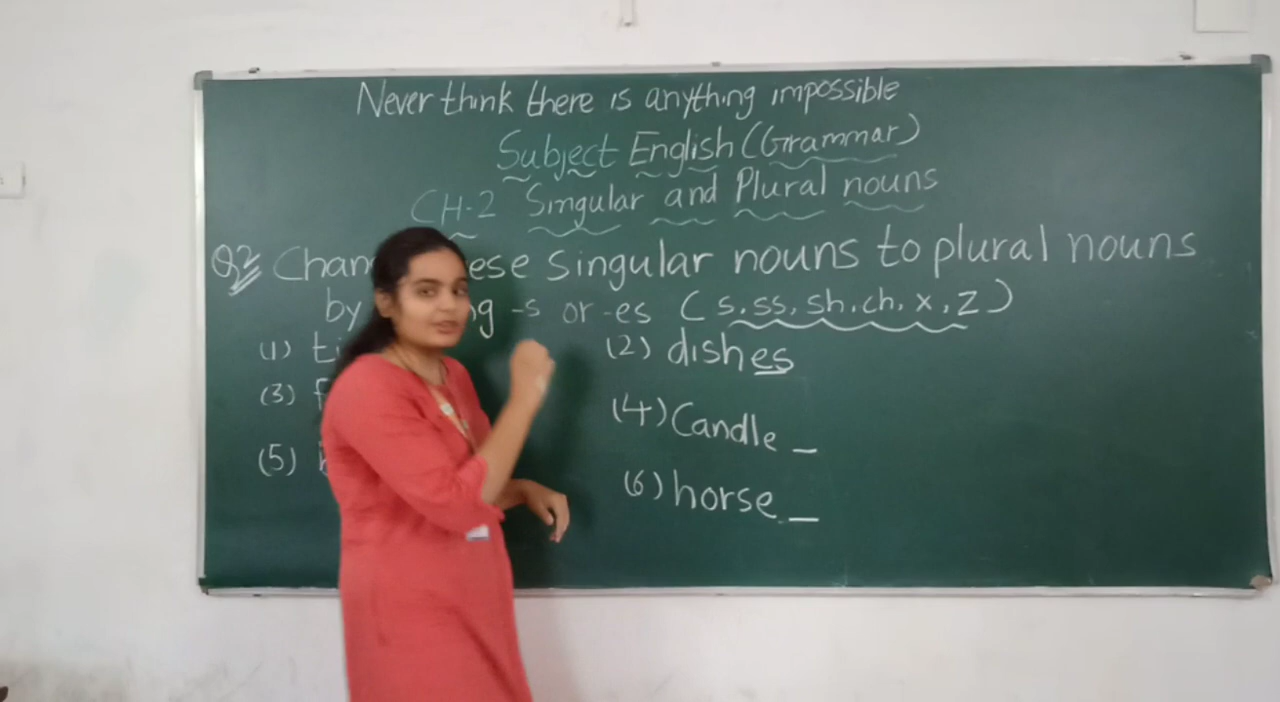 Never think there is anything impossible
Subject English (Grammar)
CH-2 Singular and Plural nouns
Q2 Chan ese singular nouns to plural nouns
by g -s or -es (s, ss, sh, ch, x, z)
(1) ti (2) dishes
(3) f (4) Candle _
(5) (6) horse _